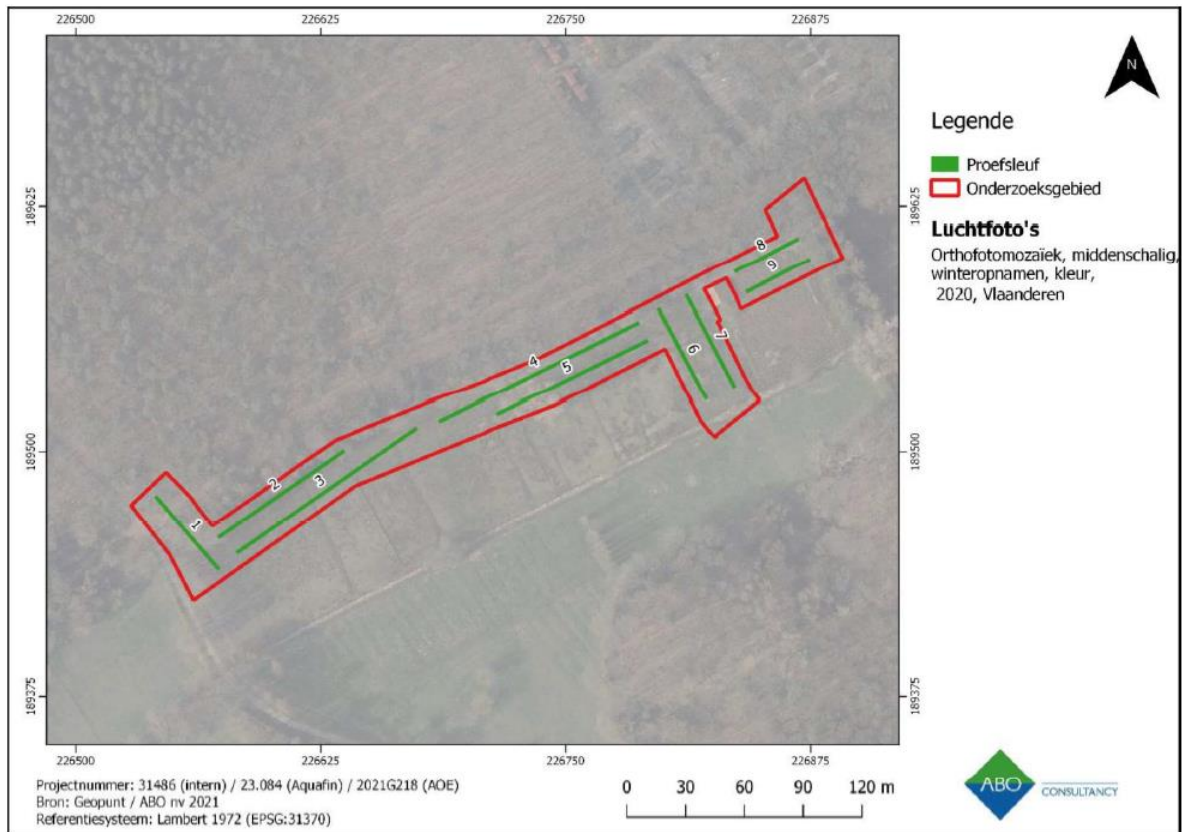 226500 226625 226750 226875
N
Legende
Proefsleuf
Onderzoeksgebied
Luchtfoto's
Orthofotomozaïek, middenschalig,
winteropnamen, kleur,
2020, Vlaanderen
189625 189625
8
9
7
6
4
5
189500 189500
2
3
1
189375 189375
226500 226625 226750 226875
Projectnummer: 31486 (intern) / 23.084 (Aquafin) / 2021G218 (AOE)
Bron: Geopunt / ABO nv 2021
Referentiesysteem: Lambert 1972 (EPSG:31370)
0 30 60 90 120 m
ABO CONSULTANCY